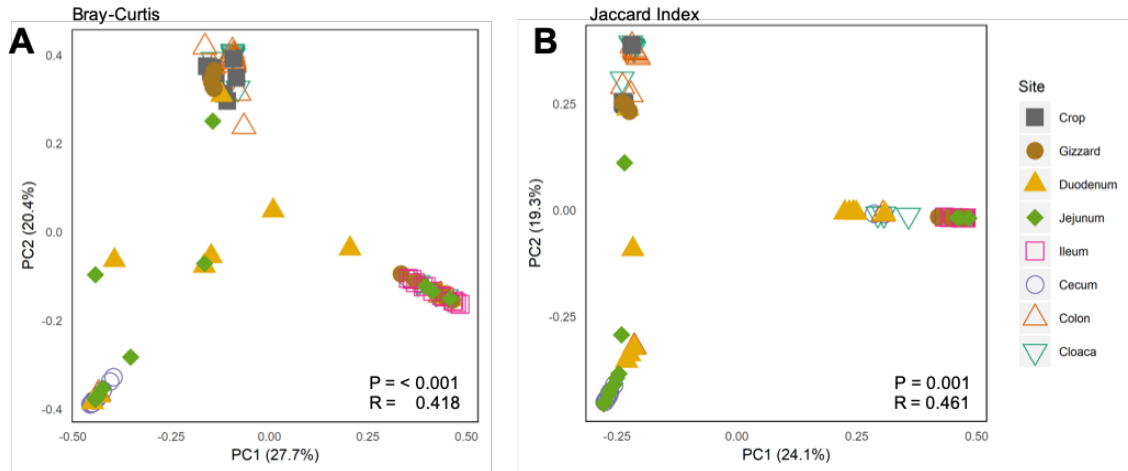 Bray-Curtis
A
PC2 (20.4%)
0.4
0.2
0.0
-0.2
-0.4
-0.50
-0.25
0.00
0.25
0.50
PC1 (27.7%)
P = < 0.001
R = 0.418
Jaccard Index
B
PC2 (19.3%)
0.25
0.00
-0.25
-0.25
0.00
0.25
0.50
PC1 (24.1%)
P = 0.001
R = 0.461
Site
Crop
Gizzard
Duodenum
Jejunum
Ileum
Cecum
Colon
Cloaca